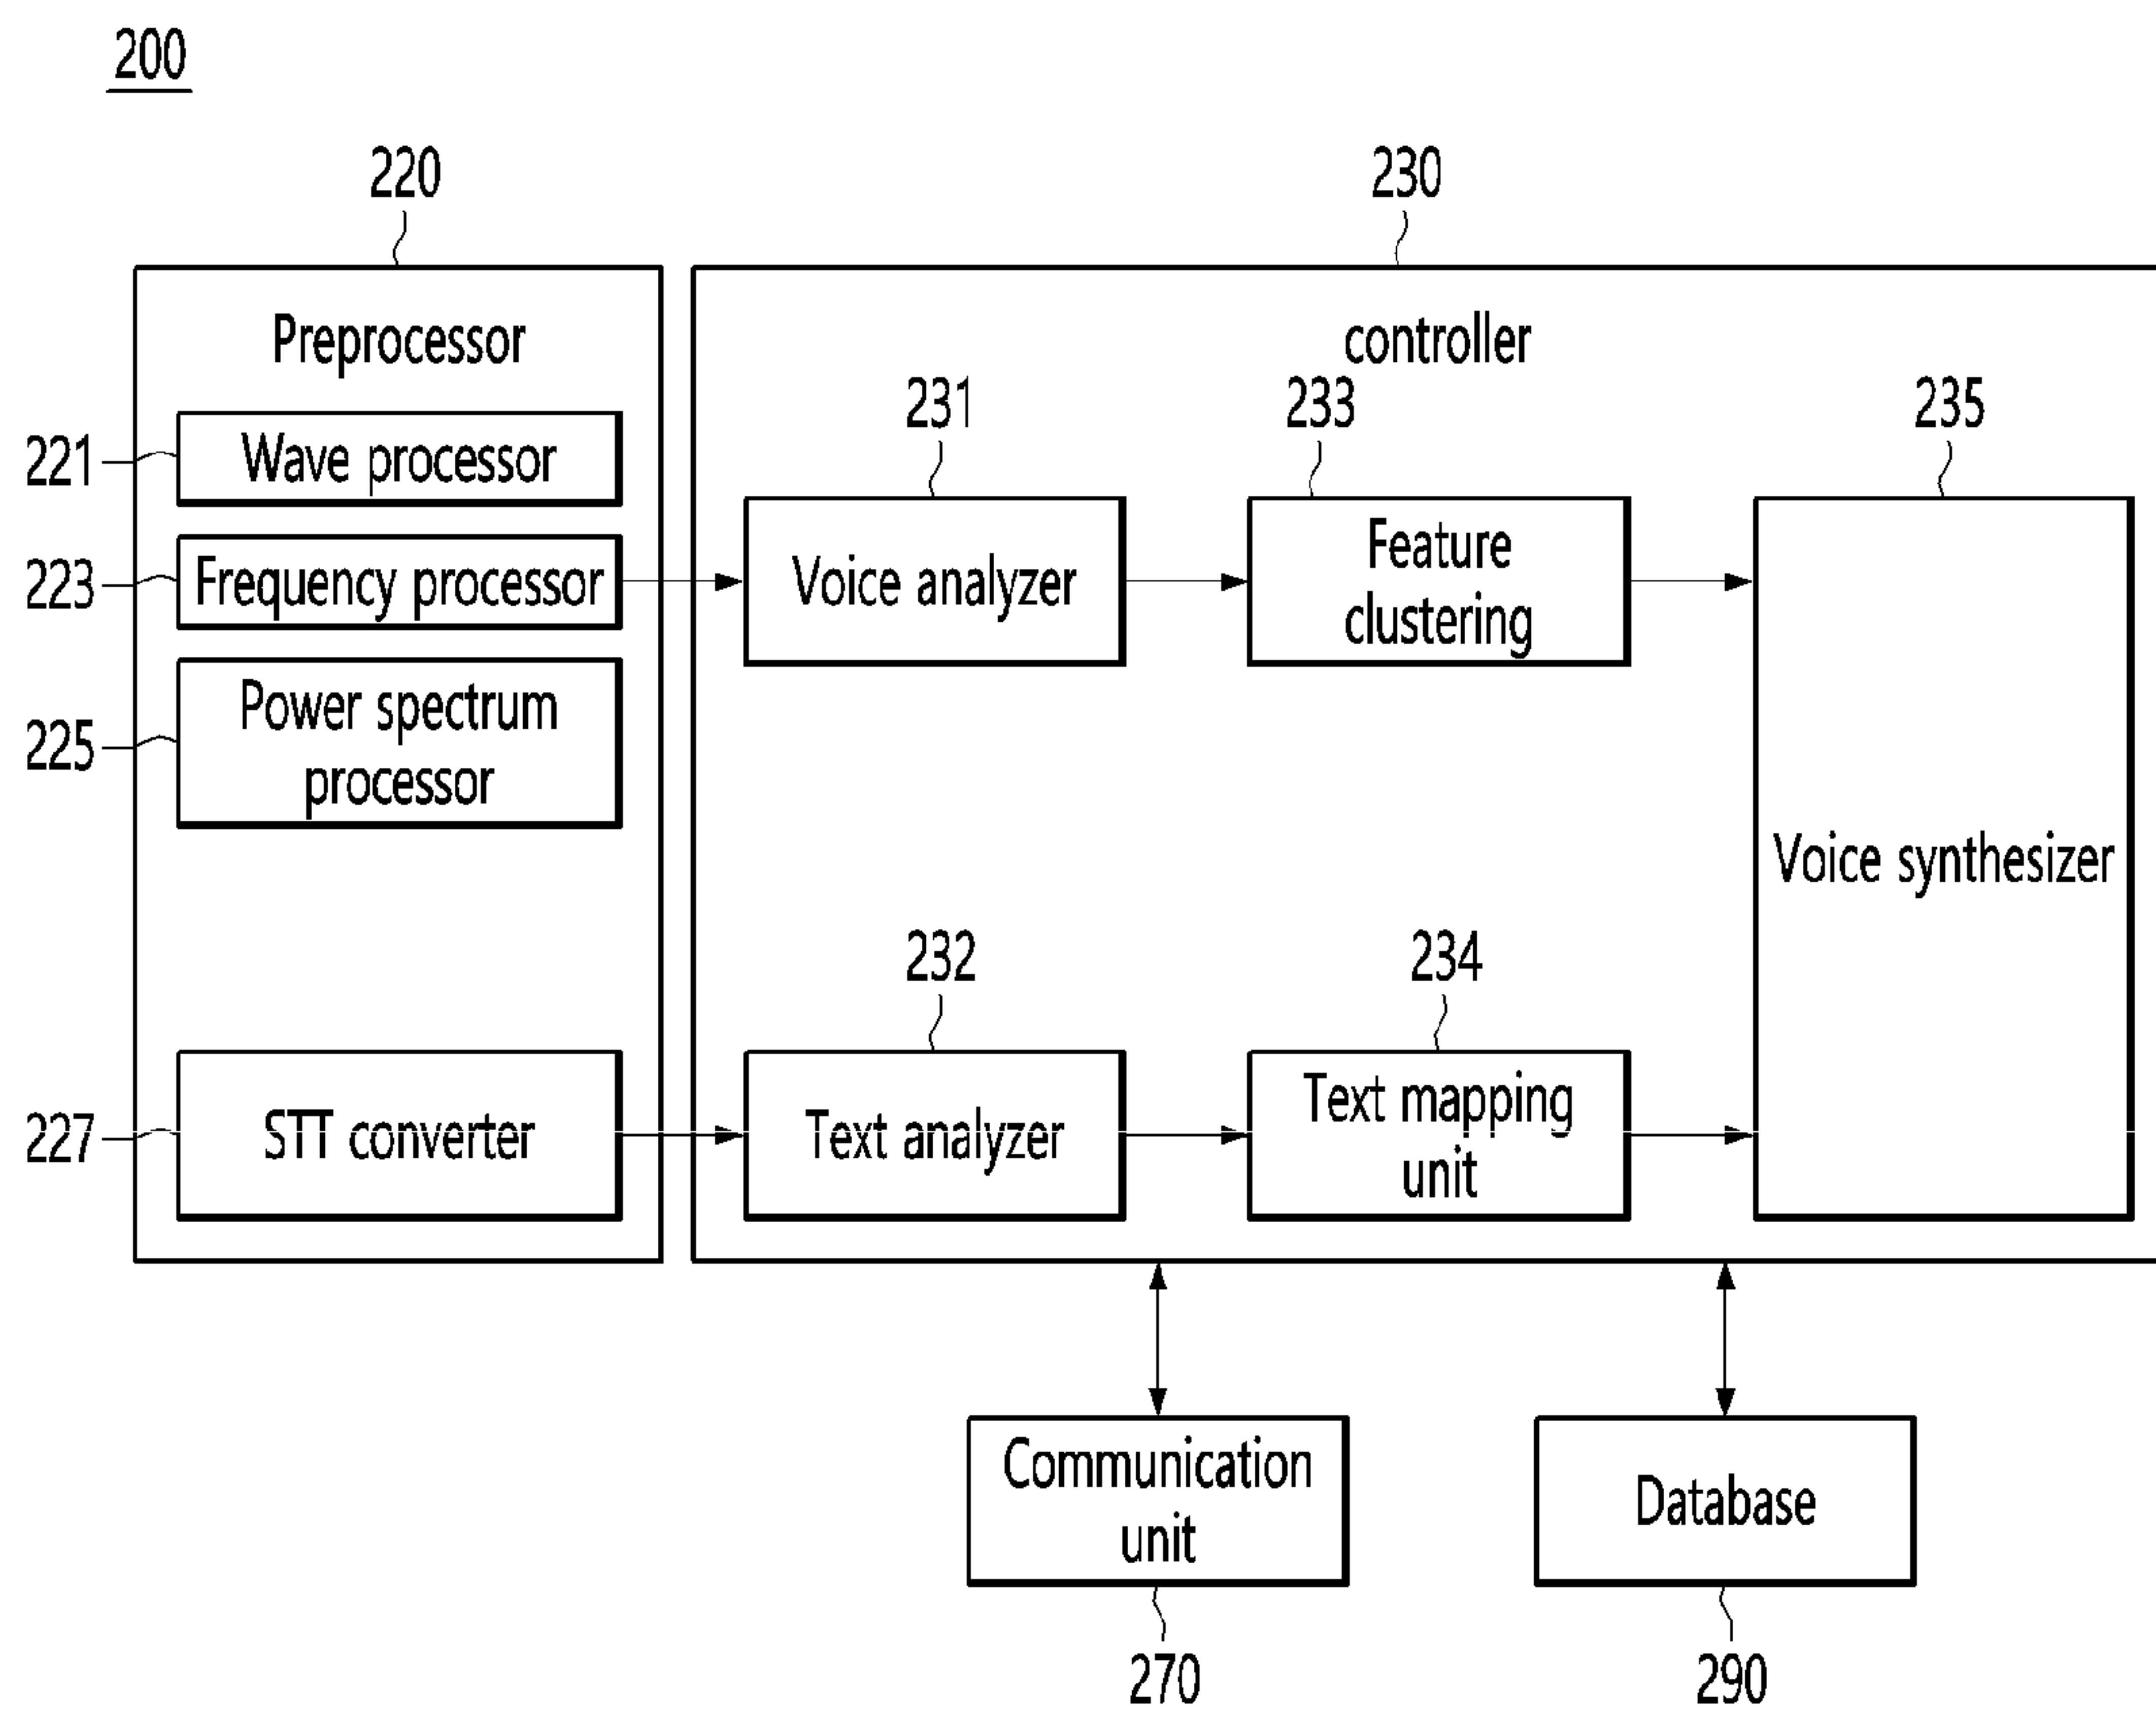 200
220
230
Preprocessor
controller
231
233
235
221
Wave processor
223
Frequency processor
Voice analyzer
Feature
clustering
225
Power spectrum
processor
Voice synthesizer
232
234
227
STT converter
Text analyzer
Text mapping
unit
Communication
unit
Database
270
290